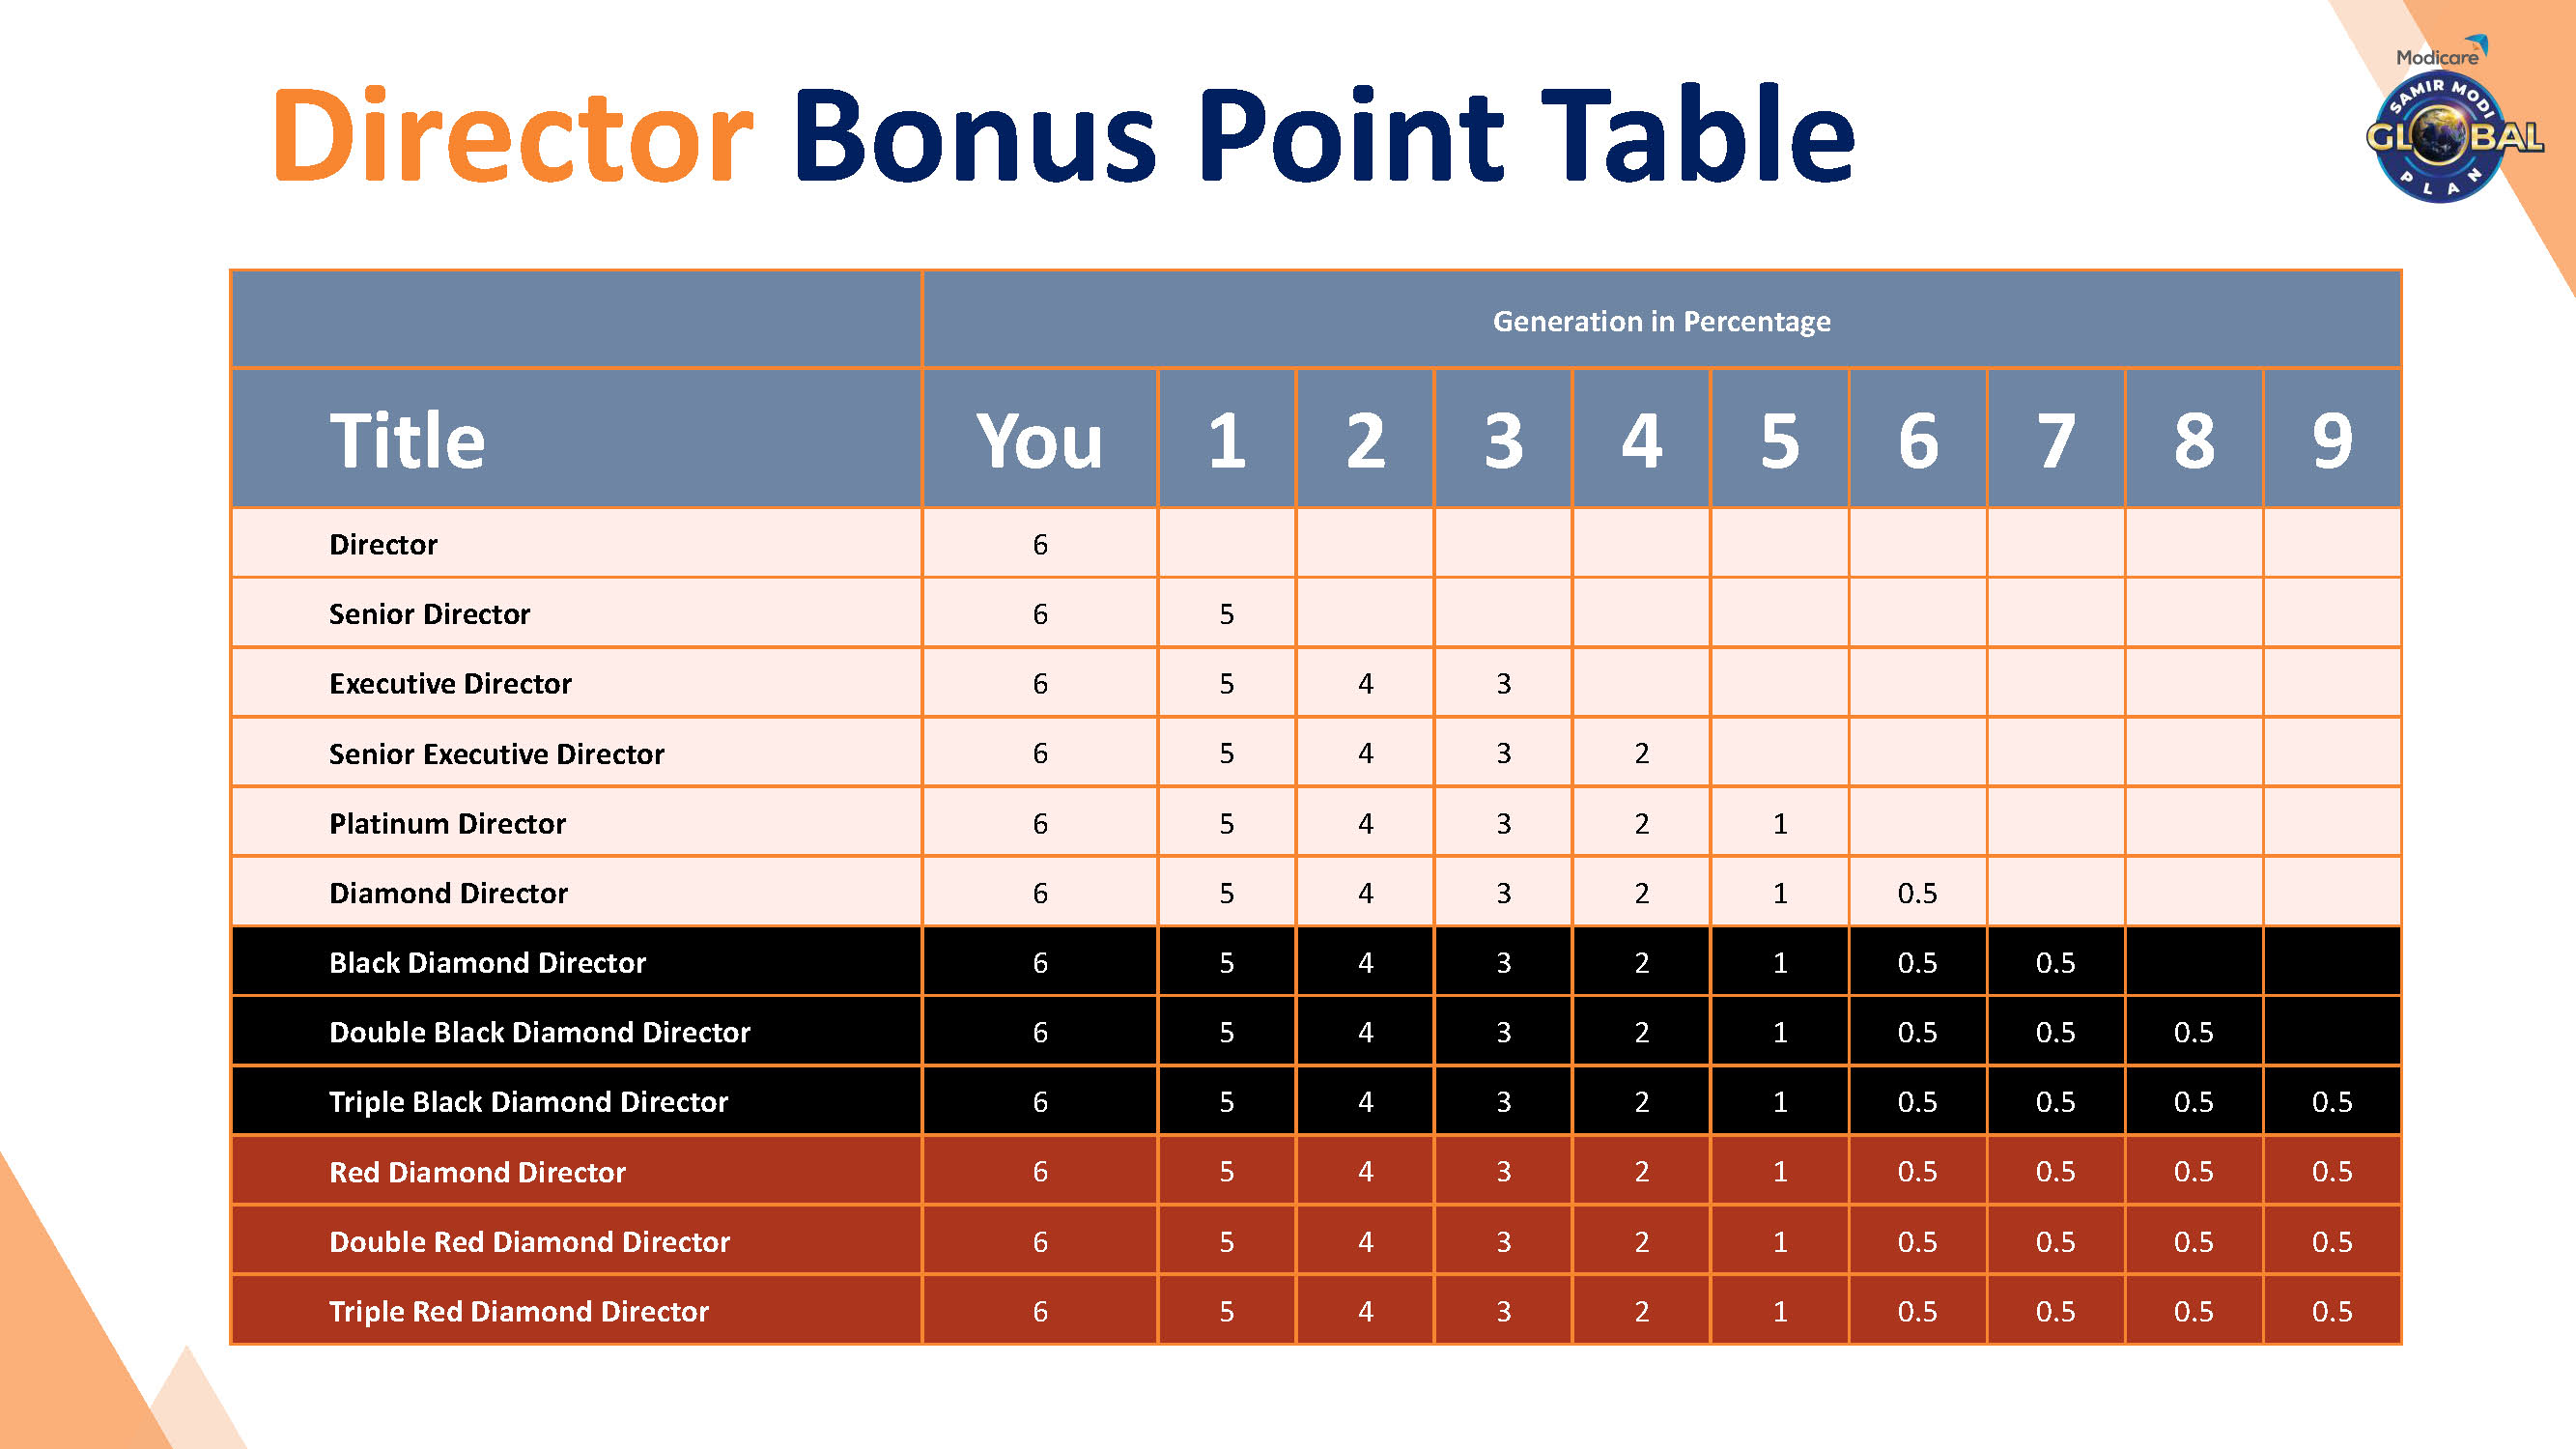 Director Bonus Point Table
Modicare
SAMIR MODI
GLOBAL
PLAN
Generation in Percentage
Title You 1 2 3 4 5 6 7 8 9
Director 6
Senior Director 6 5
Executive Director 6 5 4 3
Senior Executive Director 6 5 4 3 2
Platinum Director 6 5 4 3 2 1
Diamond Director 6 5 4 3 2 1 0.5
Black Diamond Director 6 5 4 3 2 1 0.5 0.5
Double Black Diamond Director 6 5 4 3 2 1 0.5 0.5 0.5
Triple Black Diamond Director 6 5 4 3 2 1 0.5 0.5 0.5 0.5
Red Diamond Director 6 5 4 3 2 1 0.5 0.5 0.5 0.5
Double Red Diamond Director 6 5 4 3 2 1 0.5 0.5 0.5 0.5
Triple Red Diamond Director 6 5 4 3 2 1 0.5 0.5 0.5 0.5